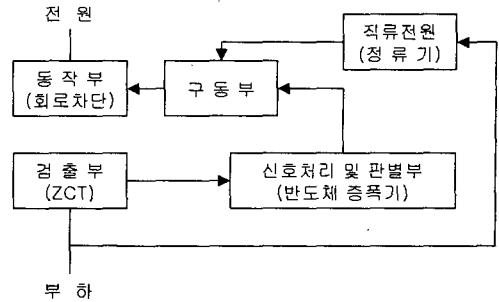 전 원
직류전원
(정 류 기)
동 작 부
(회로차단)
구 동 부
검 출 부
(ZCT)
신호처리 및 판별부
(반도체 증폭기)
부 하